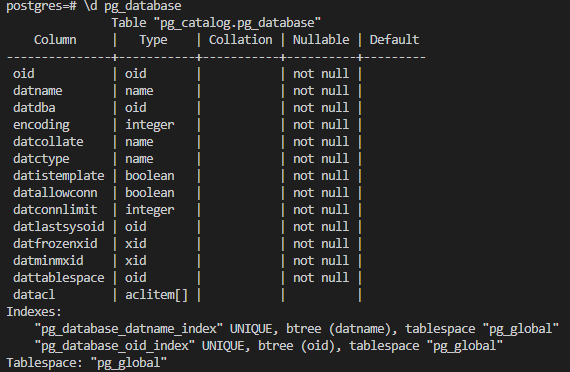 postgres=# \d pg_database
               Table "pg_catalog.pg_database"
    Column     |   Type    | Collation | Nullable | Default
---------------+-----------+-----------+----------+---------
 oid           | oid       |           | not null |
 datname       | name      |           | not null |
 datdba        | oid       |           | not null |
 encoding      | integer   |           | not null |
 datcollate    | name      |           | not null |
 datctype      | name      |           | not null |
 datistemplate | boolean   |           | not null |
 datallowconn  | boolean   |           | not null |
 datconnlimit  | integer   |           | not null |
 datlastsysoid | oid       |           | not null |
 datfrozenxid  | xid       |           | not null |
 datminmxid    | xid       |           | not null |
 dattablespace | oid       |           | not null |
 datacl        | aclitem[] |           |          |
Indexes:
    "pg_database_datname_index" UNIQUE, btree (datname), tablespace "pg_global"
    "pg_database_oid_index" UNIQUE, btree (oid), tablespace "pg_global"
Tablespace: "pg_global"